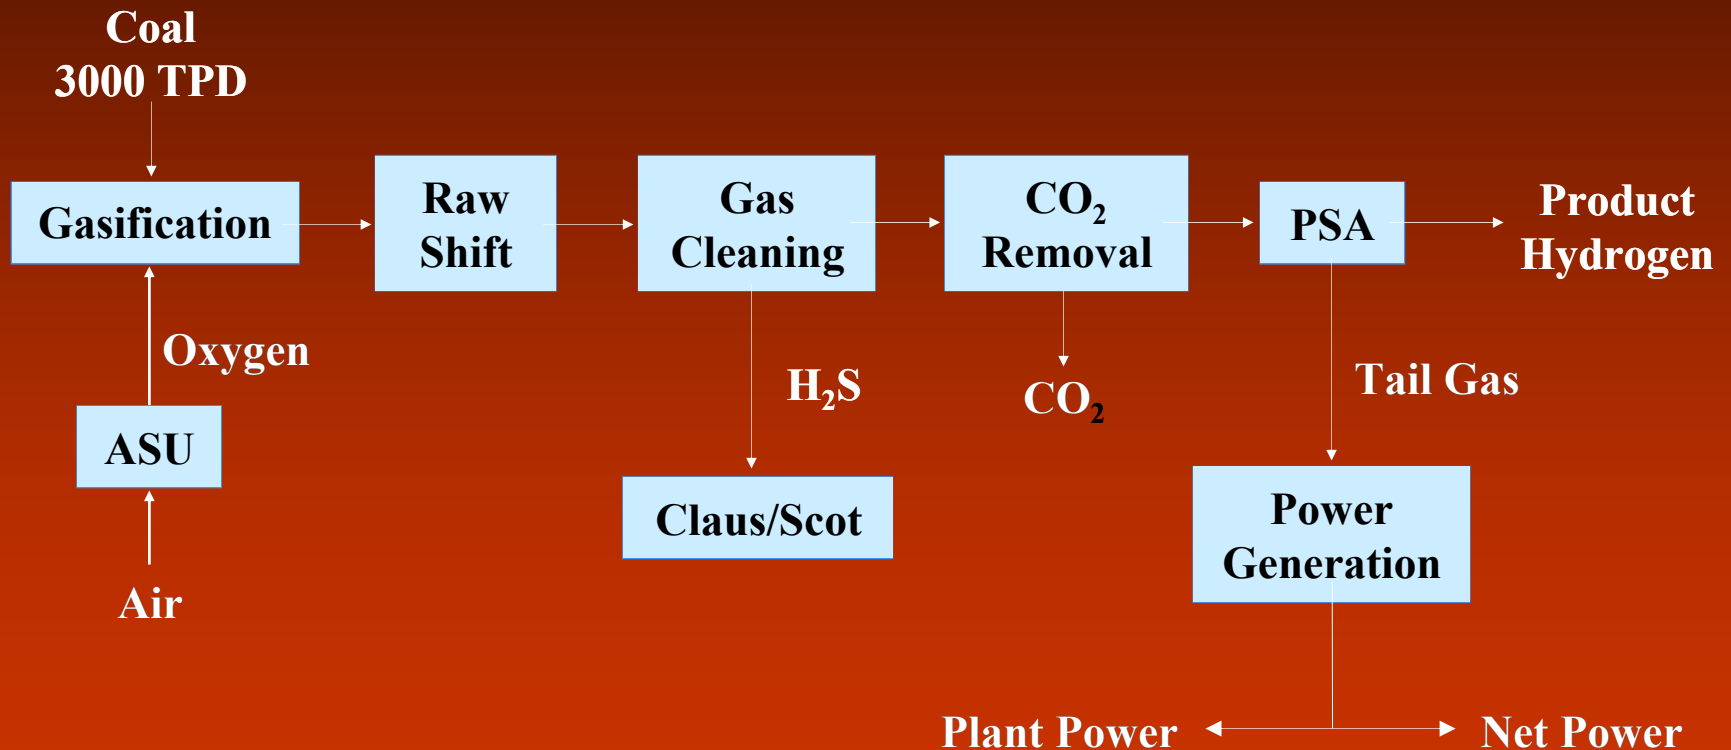 Coal
3000 TPD
Gasification
Raw
Shift
Gas
Cleaning
CO₂
Removal
PSA
Product
Hydrogen
Oxygen
H₂S
CO₂
Tail Gas
ASU
Claus/Scot
Power
Generation
Air
Plant Power
Net Power